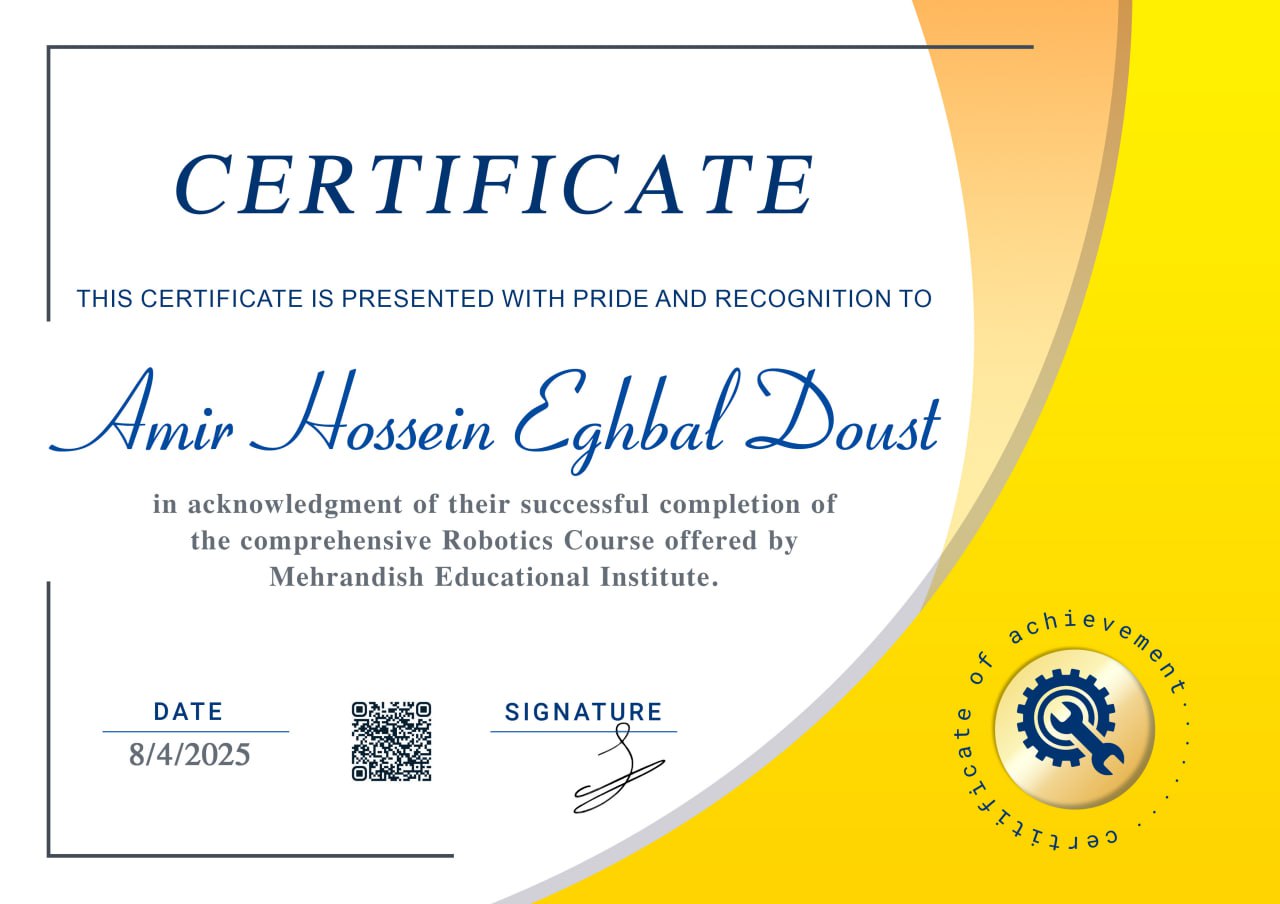 CERTIFICATE
THIS CERTIFICATE IS PRESENTED WITH PRIDE AND RECOGNITION TO
Amir Hossein Eghbal Doust
in acknowledgment of their successful completion of
the comprehensive Robotics Course offered by
Mehrandish Educational Institute.
DATE
8/4/2025
SIGNATURE
certificate of achievement.........